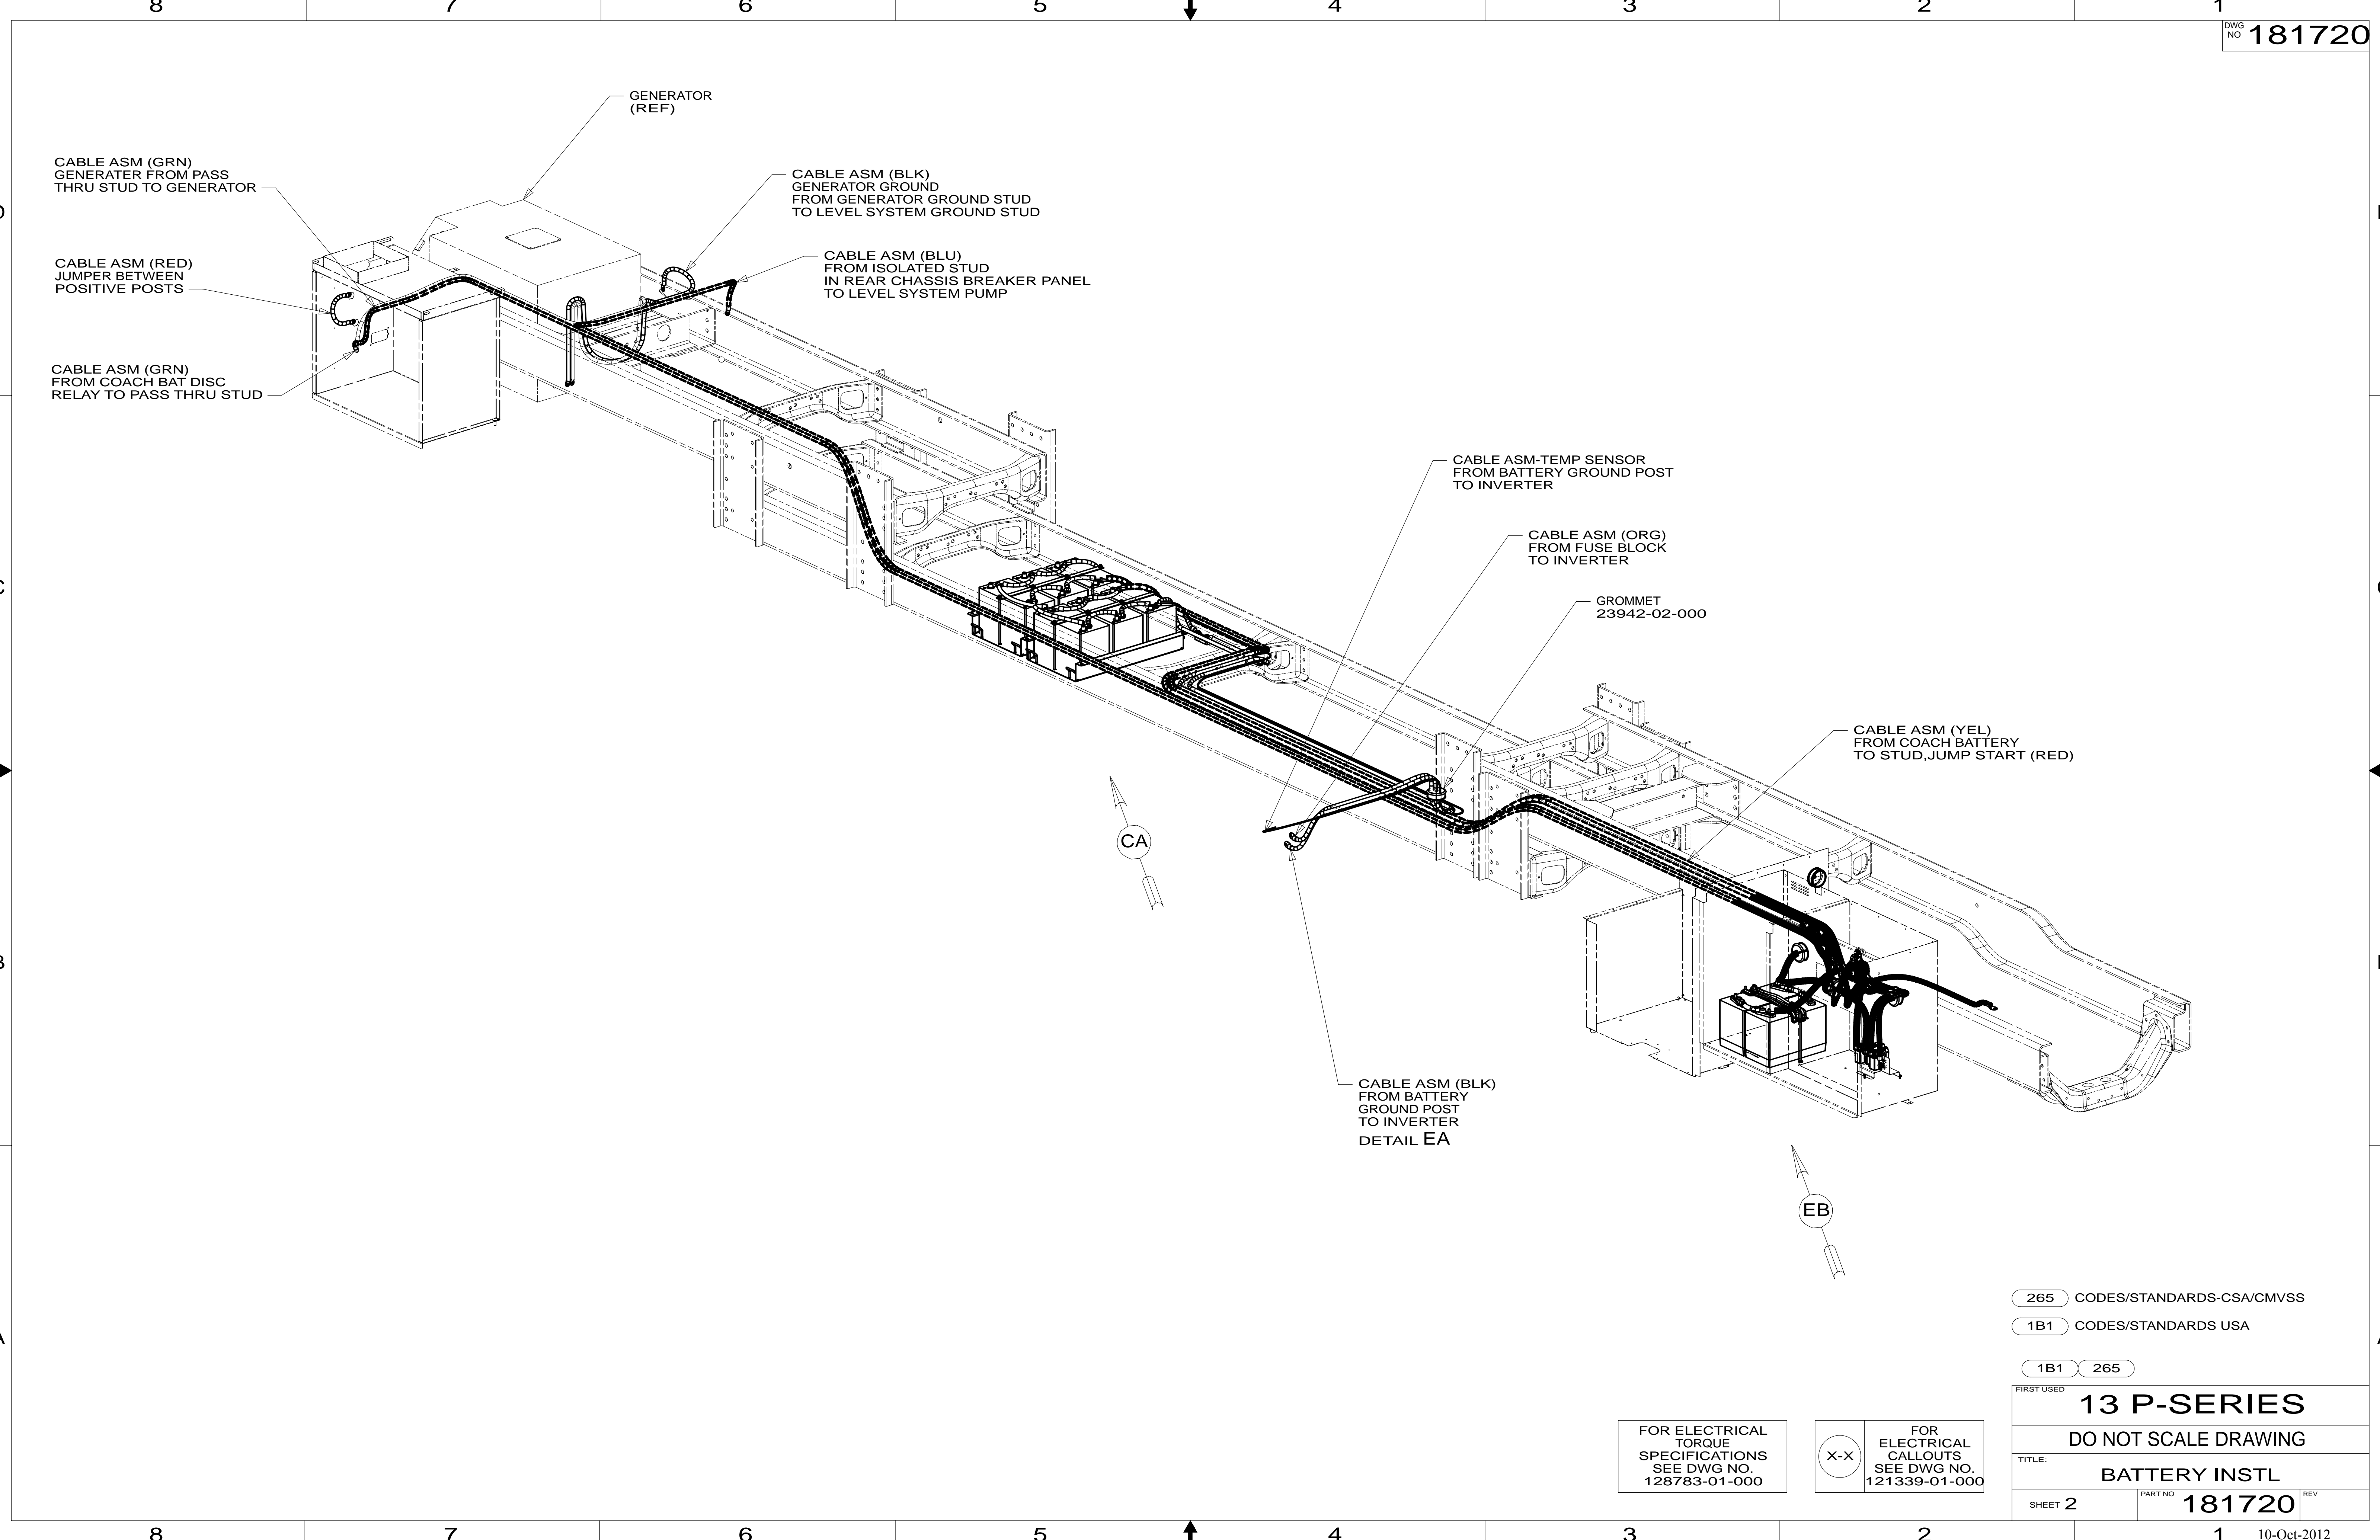 8 7 6 5 4 3 2 1
DWG
NO 181720
GENERATOR
(REF)
CABLE ASM (GRN)
GENERATER FROM PASS
THRU STUD TO GENERATOR
CABLE ASM (BLK)
GENERATOR GROUND
FROM GENERATOR GROUND STUD
TO LEVEL SYSTEM GROUND STUD
CABLE ASM (RED)
JUMPER BETWEEN
POSITIVE POSTS
CABLE ASM (BLU)
FROM ISOLATED STUD
IN REAR CHASSIS BREAKER PANEL
TO LEVEL SYSTEM PUMP
CABLE ASM (GRN)
FROM COACH BAT DISC
RELAY TO PASS THRU STUD
CABLE ASM-TEMP SENSOR
FROM BATTERY GROUND POST
TO INVERTER
CABLE ASM (ORG)
FROM FUSE BLOCK
TO INVERTER
GROMMET
23942-02-000
CABLE ASM (YEL)
FROM COACH BATTERY
TO STUD,JUMP START (RED)
CA
CABLE ASM (BLK)
FROM BATTERY
GROUND POST
TO INVERTER
DETAIL EA
EB
265 CODES/STANDARDS-CSA/CMVSS
1B1 CODES/STANDARDS USA
1B1 265
FIRST USED
13 P-SERIES
DO NOT SCALE DRAWING
TITLE:
BATTERY INSTL
SHEET 2
PART NO 181720 REV
FOR ELECTRICAL
TORQUE
SPECIFICATIONS
SEE DWG NO.
128783-01-000
X-X
FOR
ELECTRICAL
CALLOUTS
SEE DWG NO.
121339-01-000
8 7 6 5 4 3 2 1
10-Oct-2012